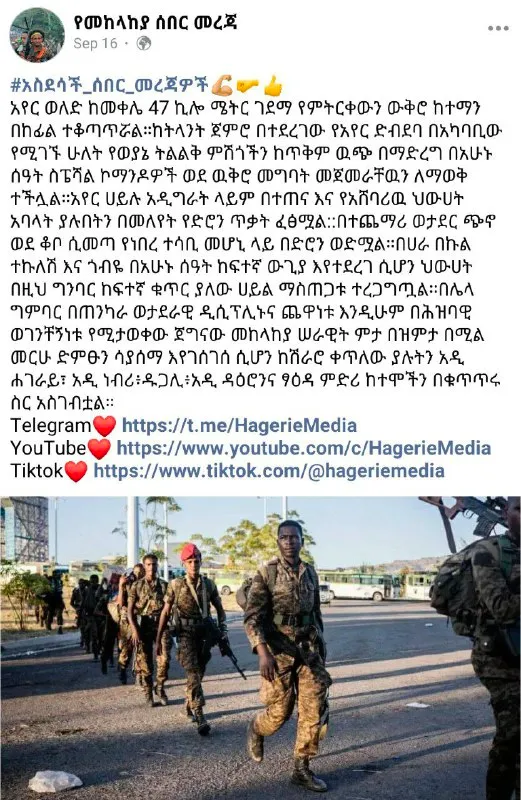 የመከላከያ ሰበር መረጃ
Sep 16
#አስደሳች_ሰበር_መረጃዎች💪🤛👍
አየር ወለድ ከመቀሌ 47 ኪሎ ሜትር ገደማ የምትርቀውን ውቅሮ ከተማን
በከፊል ተቆጣጥሯል።ከትላንት ጀምሮ በተደረገው የአየር ድብደባ በአካባቢው
የሚገኙ ሁለት የወያኔ ትልልቅ ምሽጎችን ከጥቅም ዉጭ በማድረግ በአሁኑ
ሰዓት ስፔሻል ኮማንዶዎች ወደ ዉቅሮ መግባት መጀመራቸዉን ለማወቅ
ተችሏል።አየር ሀይሉ አዲግራት ላይም በተጠና እና የአሸባሪዉ ህውሀት
አባላት ያሉበትን በመለየት የድሮን ጥቃት ፈፅሟል::በተጨማሪ ወታደር ጭኖ
ወደ ቆቦ ሲመጣ የነበረ ተሳቢ መሆኒ ላይ በድሮን ወድሟል።በሀራ በኩል
ተኩለሽ እና ጎብዬ በአሁኑ ሰዓት ከፍተኛ ውጊያ እየተደረገ ሲሆን ህውሀት
በዚህ ግንባር ከፍተኛ ቁጥር ያለው ሀይል ማስጠጋቱ ተረጋግጧል፡፡በሌላ
ግምባር በጠንካራ ወታደራዊ ዲሲፕሊኑና ጨዋነቱ እንዲሁም በሕዝባዊ
ወገንቸኝነቱ የሚታወቀው ጀግናው መከላከያ ሠራዊት ምታ በዝምታ በሚል
መርሁ ድምፁን ሳያሰማ እየገሰገሰ ሲሆን ከሽራሮ ቀጥለው ያሉትን አዲ
ሐገራይ፣ አዲ ነብሪ፥ዱጋሊ፥አዲ ዳዕሮንና ፃዕዳ ምድሪ ከተሞችን በቁጥጥሩ
ስር አስገብቷል።
Telegram❤️ https://t.me/HagerieMedia
YouTube❤️ https://www.youtube.com/c/HagerieMedia
Tiktok❤️ https://www.tiktok.com/@hageriemedia